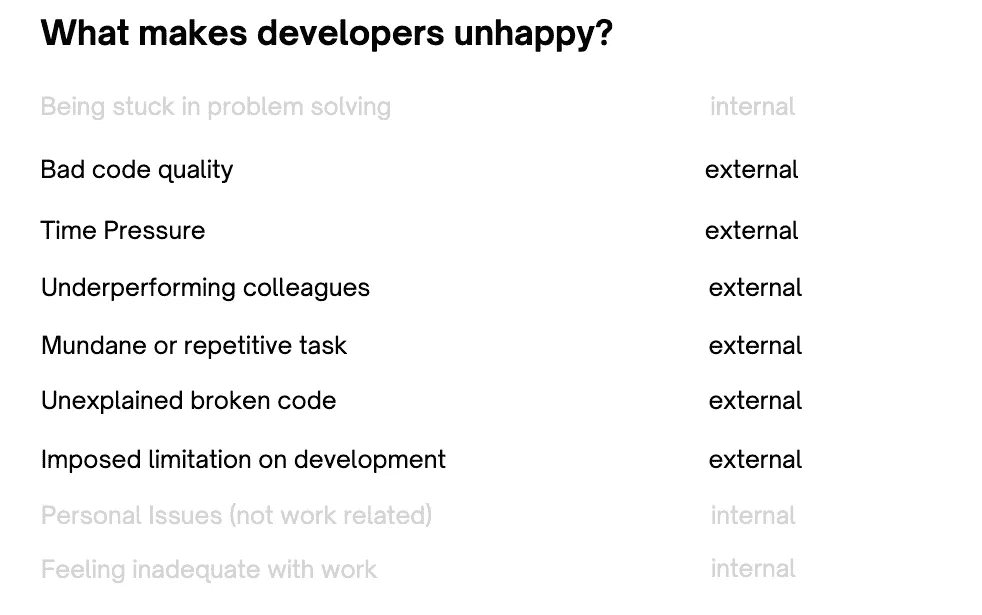 What makes developers unhappy?
Being stuck in problem solving internal
Bad code quality external
Time Pressure external
Underperforming colleagues external
Mundane or repetitive task external
Unexplained broken code external
Imposed limitation on development external
Personal Issues (not work related) internal
Feeling inadequate with work internal